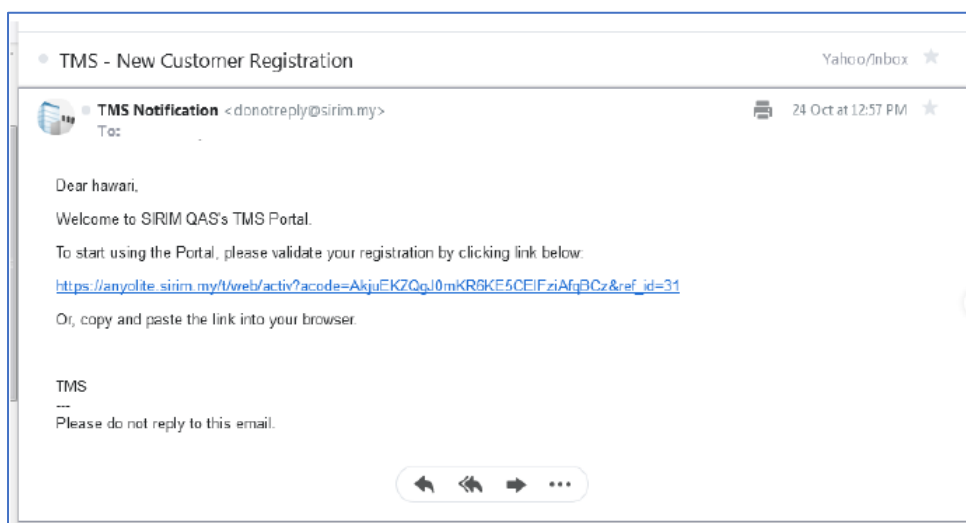 TMS - New Customer Registration
Yahoo/Inbox
TMS Notification <donotreply@sirim.my>
24 Oct at 12:57 PM
To:
Dear hawari,
Welcome to SIRIM QAS's TMS Portal.
To start using the Portal, please validate your registration by clicking link below:
https://anyolite.sirim.my/t/web/activ?acode=AkjuEKZQgJ0mKR6KE5CEIFziAfqBCz&ref_id=31
Or, copy and paste the link into your browser.
TMS
---
Please do not reply to this email.